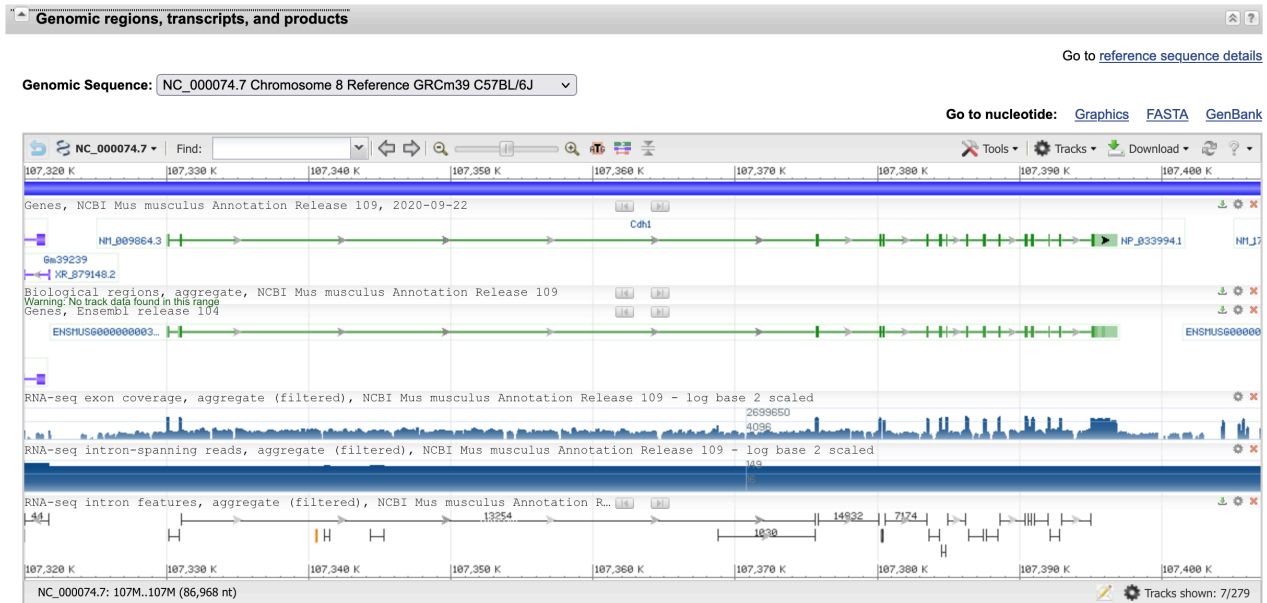 Genomic regions, transcripts, and products
Go to reference sequence details
Genomic Sequence: NC_000074.7 Chromosome 8 Reference GRCm39 C57BL/6J
Go to nucleotide: Graphics FASTA GenBank
NC_000074.7 Find: Tools Tracks Download ?
107,320 K 107,330 K 107,340 K 107,350 K 107,360 K 107,370 K 107,380 K 107,390 K 107,400 K
Genes, NCBI Mus musculus Annotation Release 109, 2020-09-22
Cdh1
NM_009864.3 NP_033994.1 NM_17
Gm39239
XR_879148.2
Biological regions, aggregate, NCBI Mus musculus Annotation Release 109
Warning: No track data found in this range
Genes, Ensembl release 104
ENSMUSG000000003... ENSMUSG00000
RNA-seq exon coverage, aggregate (filtered), NCBI Mus musculus Annotation Release 109 - log base 2 scaled
2699650
4096
RNA-seq intron-spanning reads, aggregate (filtered), NCBI Mus musculus Annotation Release 109 - log base 2 scaled
149
RNA-seq intron features, aggregate (filtered), NCBI Mus musculus Annotation R...
44 13254 14832 7174
1030
107,320 K 107,330 K 107,340 K 107,350 K 107,360 K 107,370 K 107,380 K 107,390 K 107,400 K
NC_000074.7: 107M..107M (86,968 nt) Tracks shown: 7/279